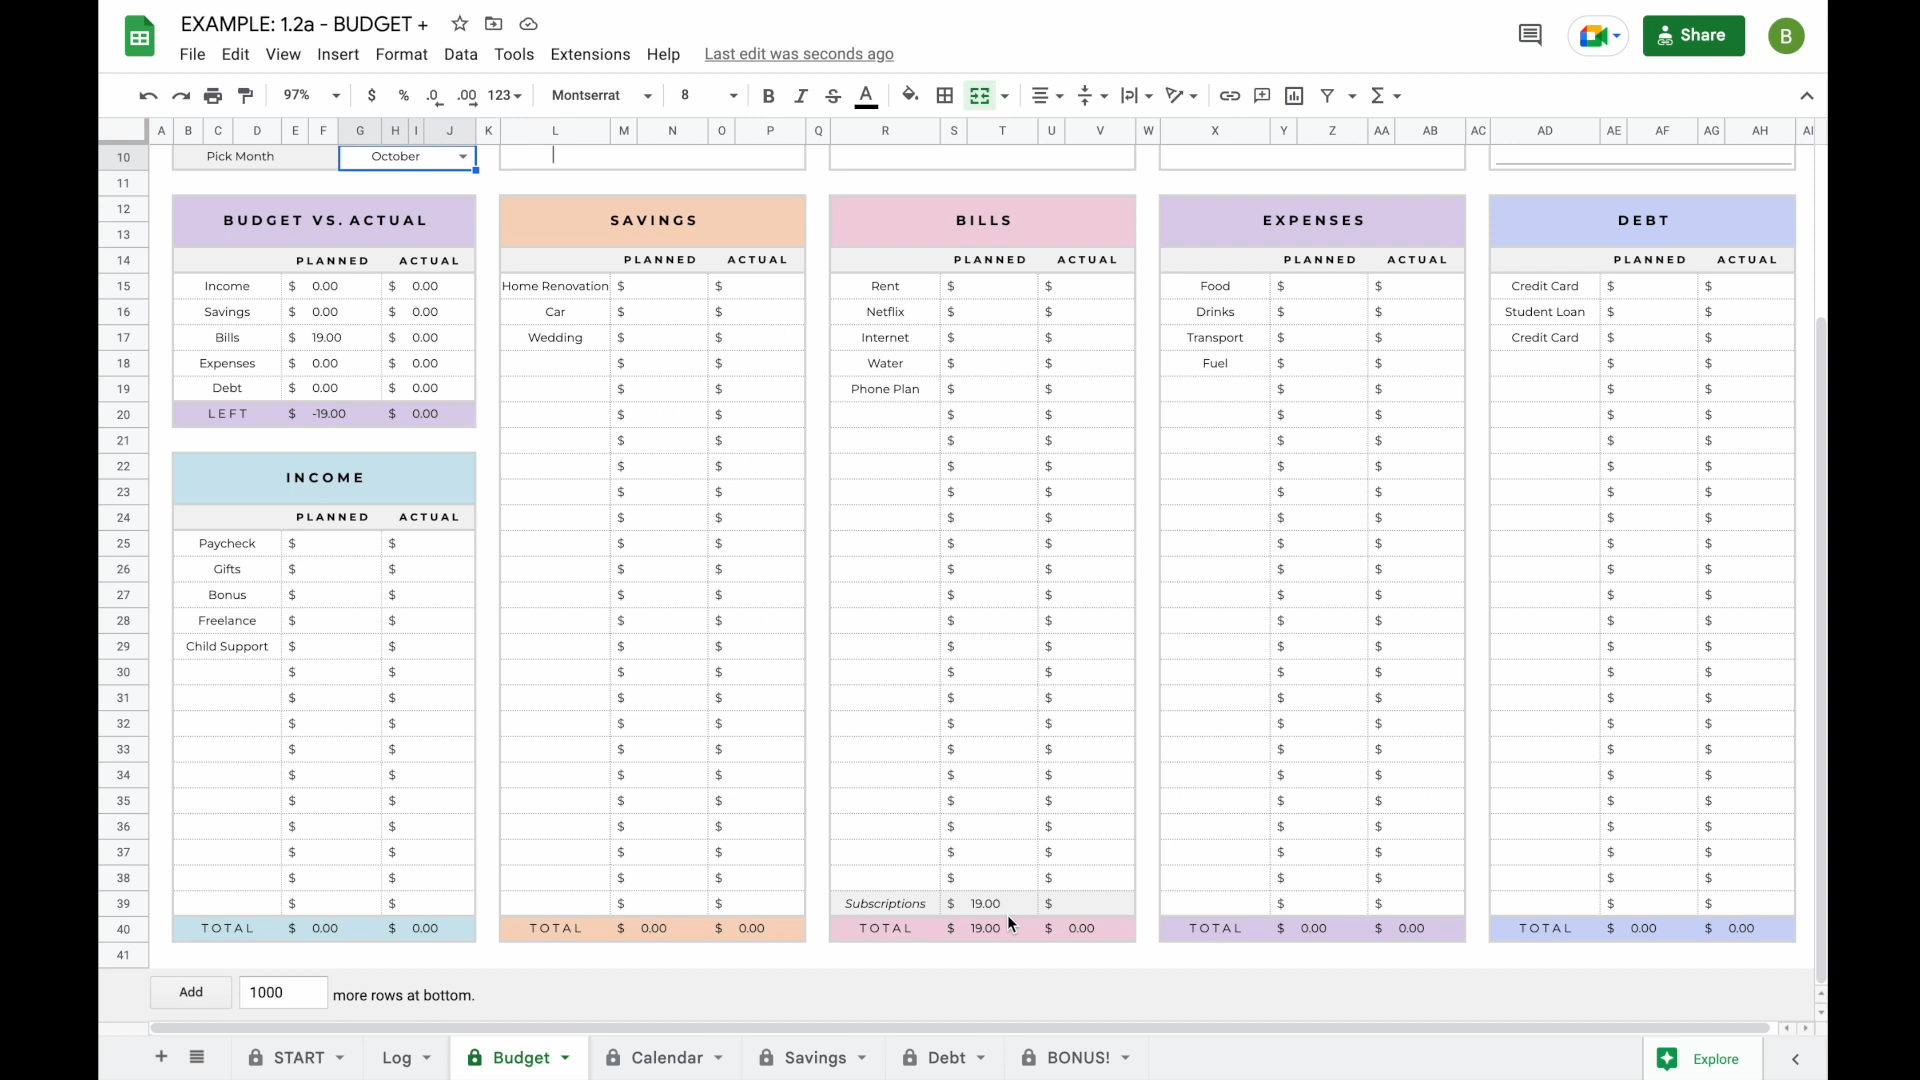 EXAMPLE: 1.2a - BUDGET +
File Edit View Insert Format Data Tools Extensions Help Last edit was seconds ago
Share
B
97% $ % .0 .00 123 Montserrat 8 B I S A
A B C D E F G H I J K L M N O P Q R S T U V W X Y Z AA AB AC AD AE AF AG AH AI
10 Pick Month October
11
12 BUDGET VS. ACTUAL SAVINGS BILLS EXPENSES DEBT
13
14 PLANNED ACTUAL PLANNED ACTUAL PLANNED ACTUAL PLANNED ACTUAL PLANNED ACTUAL
15 Income $ 0.00 $ 0.00 Home Renovation $ $ Rent $ $ Food $ $ Credit Card $ $
16 Savings $ 0.00 $ 0.00 Car $ $ Netflix $ $ Drinks $ $ Student Loan $ $
17 Bills $ 19.00 $ 0.00 Wedding $ $ Internet $ $ Transport $ $ Credit Card $ $
18 Expenses $ 0.00 $ 0.00 $ $ Water $ $ Fuel $ $ $ $
19 Debt $ 0.00 $ 0.00 $ $ Phone Plan $ $ $ $ $ $
20 LEFT $ -19.00 $ 0.00 $ $ $ $ $ $ $ $
21 $ $ $ $ $ $ $ $
22 INCOME $ $ $ $ $ $ $ $
23 $ $ $ $ $ $ $ $
24 PLANNED ACTUAL $ $ $ $ $ $ $ $
25 Paycheck $ $ $ $ $ $ $ $ $ $
26 Gifts $ $ $ $ $ $ $ $ $ $
27 Bonus $ $ $ $ $ $ $ $ $ $
28 Freelance $ $ $ $ $ $ $ $ $ $
29 Child Support $ $ $ $ $ $ $ $ $ $
30 $ $ $ $ $ $ $ $ $ $
31 $ $ $ $ $ $ $ $ $ $
32 $ $ $ $ $ $ $ $ $ $
33 $ $ $ $ $ $ $ $ $ $
34 $ $ $ $ $ $ $ $ $ $
35 $ $ $ $ $ $ $ $ $ $
36 $ $ $ $ $ $ $ $ $ $
37 $ $ $ $ $ $ $ $ $ $
38 $ $ $ $ $ $ $ $ $ $
39 $ $ $ $ Subscriptions $ 19.00 $ $ $ $ $
40 TOTAL $ 0.00 $ 0.00 TOTAL $ 0.00 $ 0.00 TOTAL $ 19.00 $ 0.00 TOTAL $ 0.00 $ 0.00 TOTAL $ 0.00 $ 0.00
41
Add 1000 more rows at bottom.
START Log Budget Calendar Savings Debt BONUS! Explore